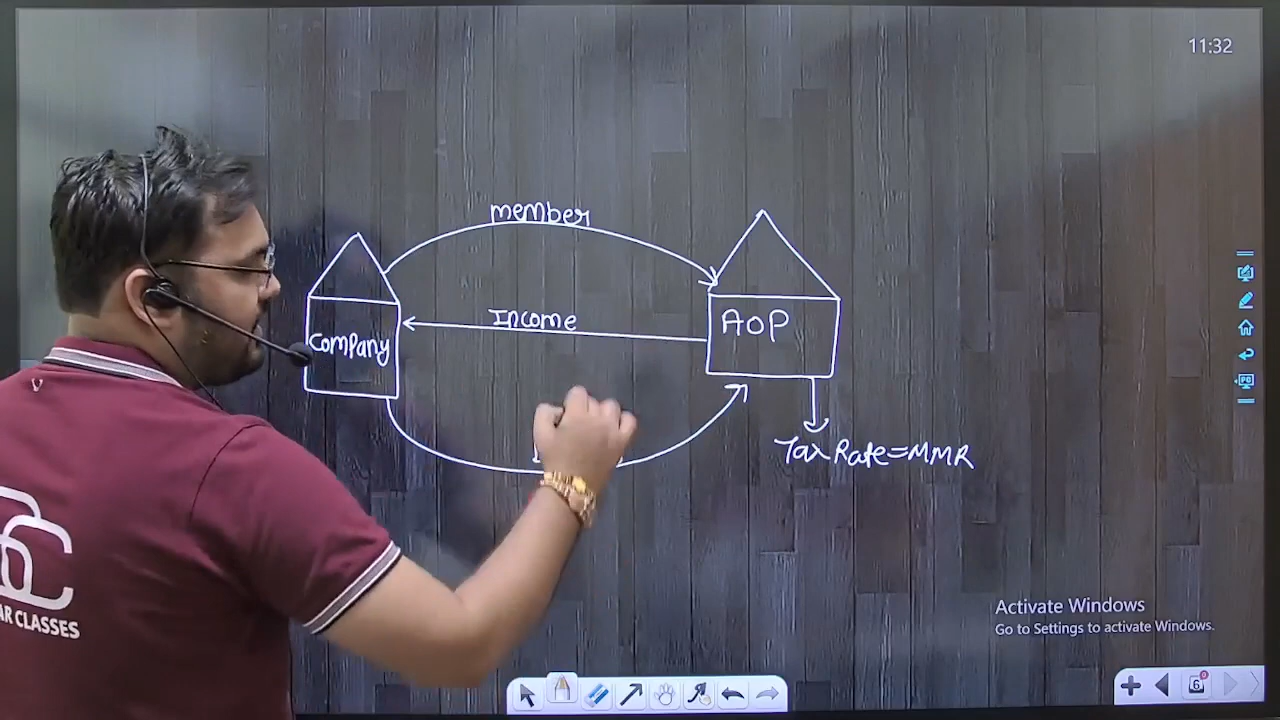 11:32
member
Income
Company
AOP
Tax Rate=MMR
AR CLASSES
Activate Windows
Go to Settings to activate Windows.